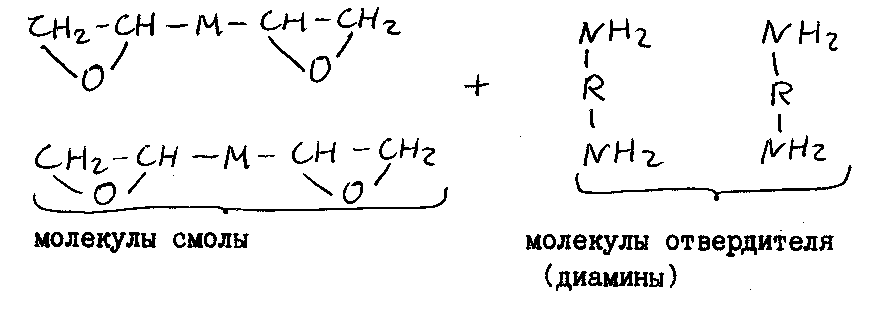 CH₂-CH-M-CH-CH₂ NH₂ NH₂
O O + R R
CH₂-CH-M-CH-CH₂ NH₂ NH₂
O O
молекулы смолы молекулы отвердителя
(диамины)